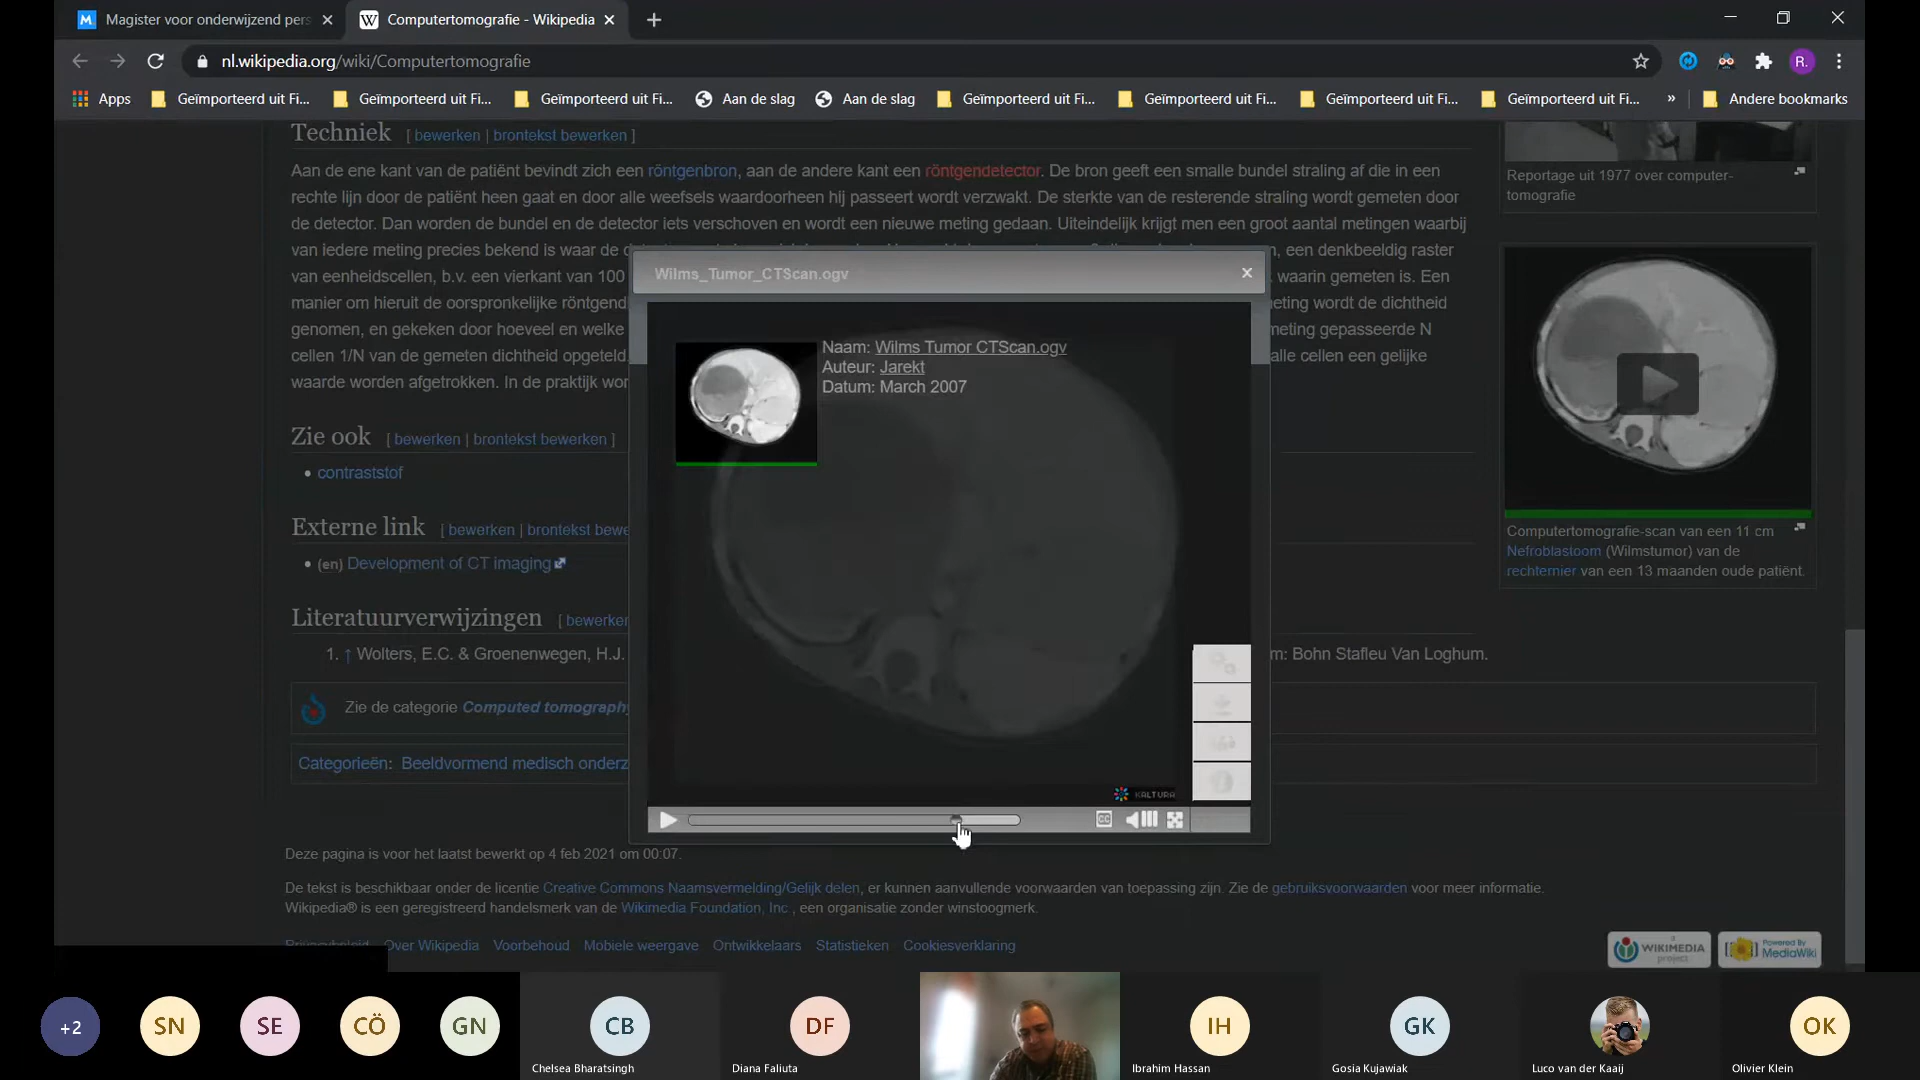 Magister voor onderwijzend pers
Computertomografie - Wikipedia
nl.wikipedia.org/wiki/Computertomografie
R.
Apps
Geïmporteerd uit Fi...
Geïmporteerd uit Fi...
Geïmporteerd uit Fi...
Aan de slag
Aan de slag
Geïmporteerd uit Fi...
Geïmporteerd uit Fi...
Geïmporteerd uit Fi...
Geïmporteerd uit Fi...
»
Andere bookmarks
Techniek [ bewerken | brontekst bewerken ]
Aan de ene kant van de patiënt bevindt zich een röntgenbron, aan de andere kant een röntgendetector. De bron geeft een smalle bundel straling af die in een
rechte lijn door de patiënt heen gaat en door alle weefsels waardoorheen hij passeert wordt verzwakt. De sterkte van de resterende straling wordt gemeten door
de detector. Dan worden de bundel en de detector iets verschoven en wordt een nieuwe meting gedaan. Uiteindelijk krijgt men een groot aantal metingen waarbij
van iedere meting precies bekend is waar de
en, een denkbeeldig raster
van eenheidscellen, b.v. een vierkant van 100
waarin gemeten is. Een
manier om hieruit de oorspronkelijke röntgend
eting wordt de dichtheid
genomen, en gekeken door hoeveel en welke
meting gepasseerde N
cellen 1/N van de gemeten dichtheid opgeteld.
alle cellen een gelijke
waarde worden afgetrokken. In de praktijk wor
Zie ook [ bewerken | brontekst bewerken ]
contraststof
Externe link [ bewerken | brontekst bewe
(en) Development of CT imaging
Literatuurverwijzingen [ bewerke
1. ↑ Wolters, E.C. & Groenenwegen, H.J.
m: Bohn Stafleu Van Loghum.
Zie de categorie Computed tomography
Categorieën: Beeldvormend medisch onderz
Reportage uit 1977 over computer-
tomografie
Computertomografie-scan van een 11 cm
Nefroblastoom (Wilmstumor) van de
rechternier van een 13 maanden oude patiënt.
Wilms_Tumor_CTScan.ogv
Naam: Wilms Tumor CTScan.ogv
Auteur: Jarekt
Datum: March 2007
KALTURA
CC
Deze pagina is voor het laatst bewerkt op 4 feb 2021 om 00:07.
De tekst is beschikbaar onder de licentie Creative Commons Naamsvermelding/Gelijk delen, er kunnen aanvullende voorwaarden van toepassing zijn. Zie de gebruiksvoorwaarden voor meer informatie.
Wikipedia® is een geregistreerd handelsmerk van de Wikimedia Foundation, Inc., een organisatie zonder winstoogmerk.
Privacybeleid Over Wikipedia Voorbehoud Mobiele weergave Ontwikkelaars Statistieken Cookiesverklaring
a
WIKIMEDIA
project
Powered By
MediaWiki
+2
SN
SE
CÖ
GN
CB
DF
IH
GK
OK
Chelsea Bharatsingh
Diana Faliuta
Ibrahim Hassan
Gosia Kujawiak
Luco van der Kaaij
Olivier Klein